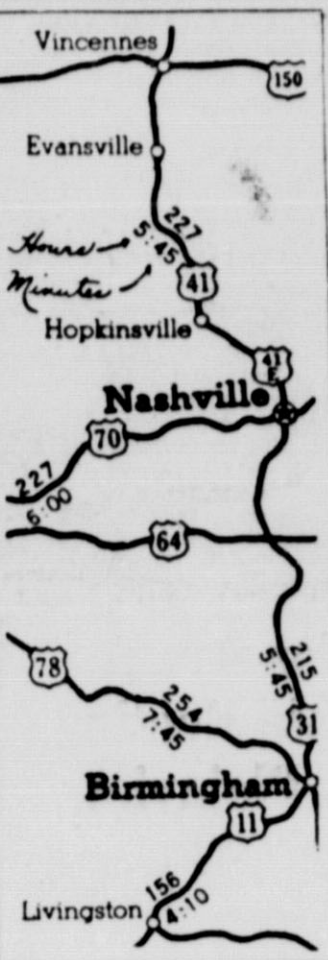 Vincennes
150
Evansville
Hours
Minutes
227
5:45
41
Hopkinsville
41
E
Nashville
70
227
6:00
64
215
5:45
78
254
7:45
31
Birmingham
11
156
4:10
Livingston